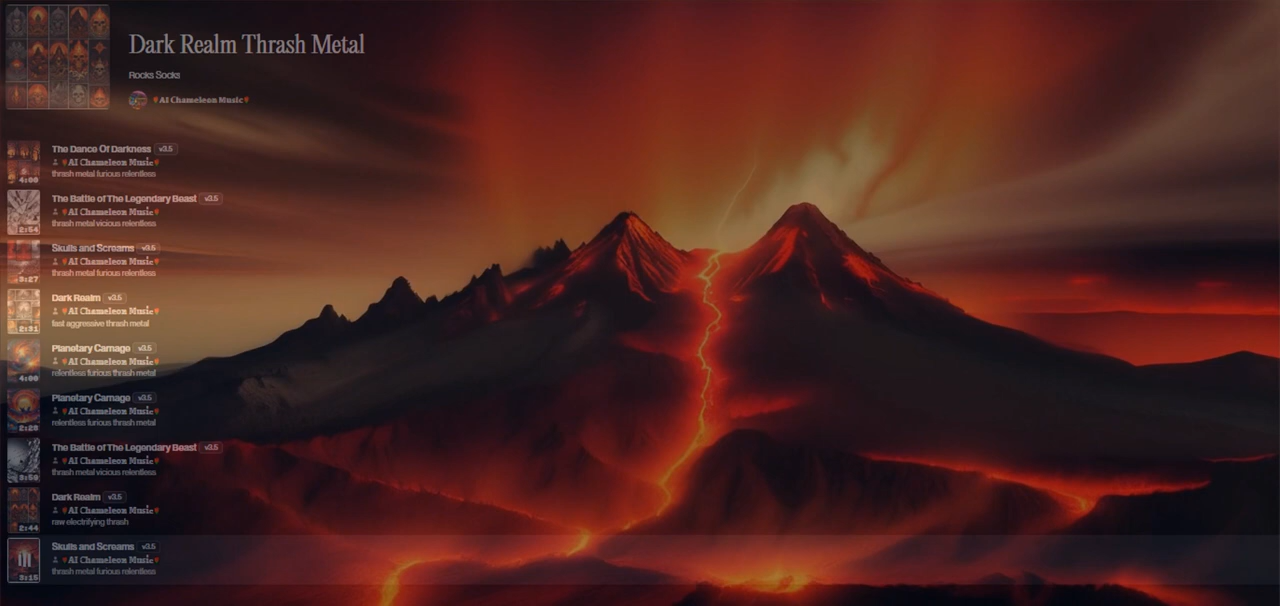 Dark Realm Thrash Metal
Rocks Socks
AI Chameleon Music
The Dance Of Darkness v3.5
AI Chameleon Music
thrash metal furious relentless
4:00
The Battle of The Legendary Beast v3.5
AI Chameleon Music
thrash metal vicious relentless
2:54
Skulls and Screams v3.5
AI Chameleon Music
thrash metal furious relentless
3:27
Dark Realm v3.5
AI Chameleon Music
fast aggressive thrash metal
2:31
Planetary Carnage v3.5
AI Chameleon Music
relentless furious thrash metal
4:00
Planetary Carnage v3.5
AI Chameleon Music
relentless furious thrash metal
2:28
The Battle of The Legendary Beast v3.5
AI Chameleon Music
thrash metal vicious relentless
3:50
Dark Realm v3.5
AI Chameleon Music
raw electrifying thrash
2:44
Skulls and Screams v3.5
AI Chameleon Music
thrash metal furious relentless
3:15